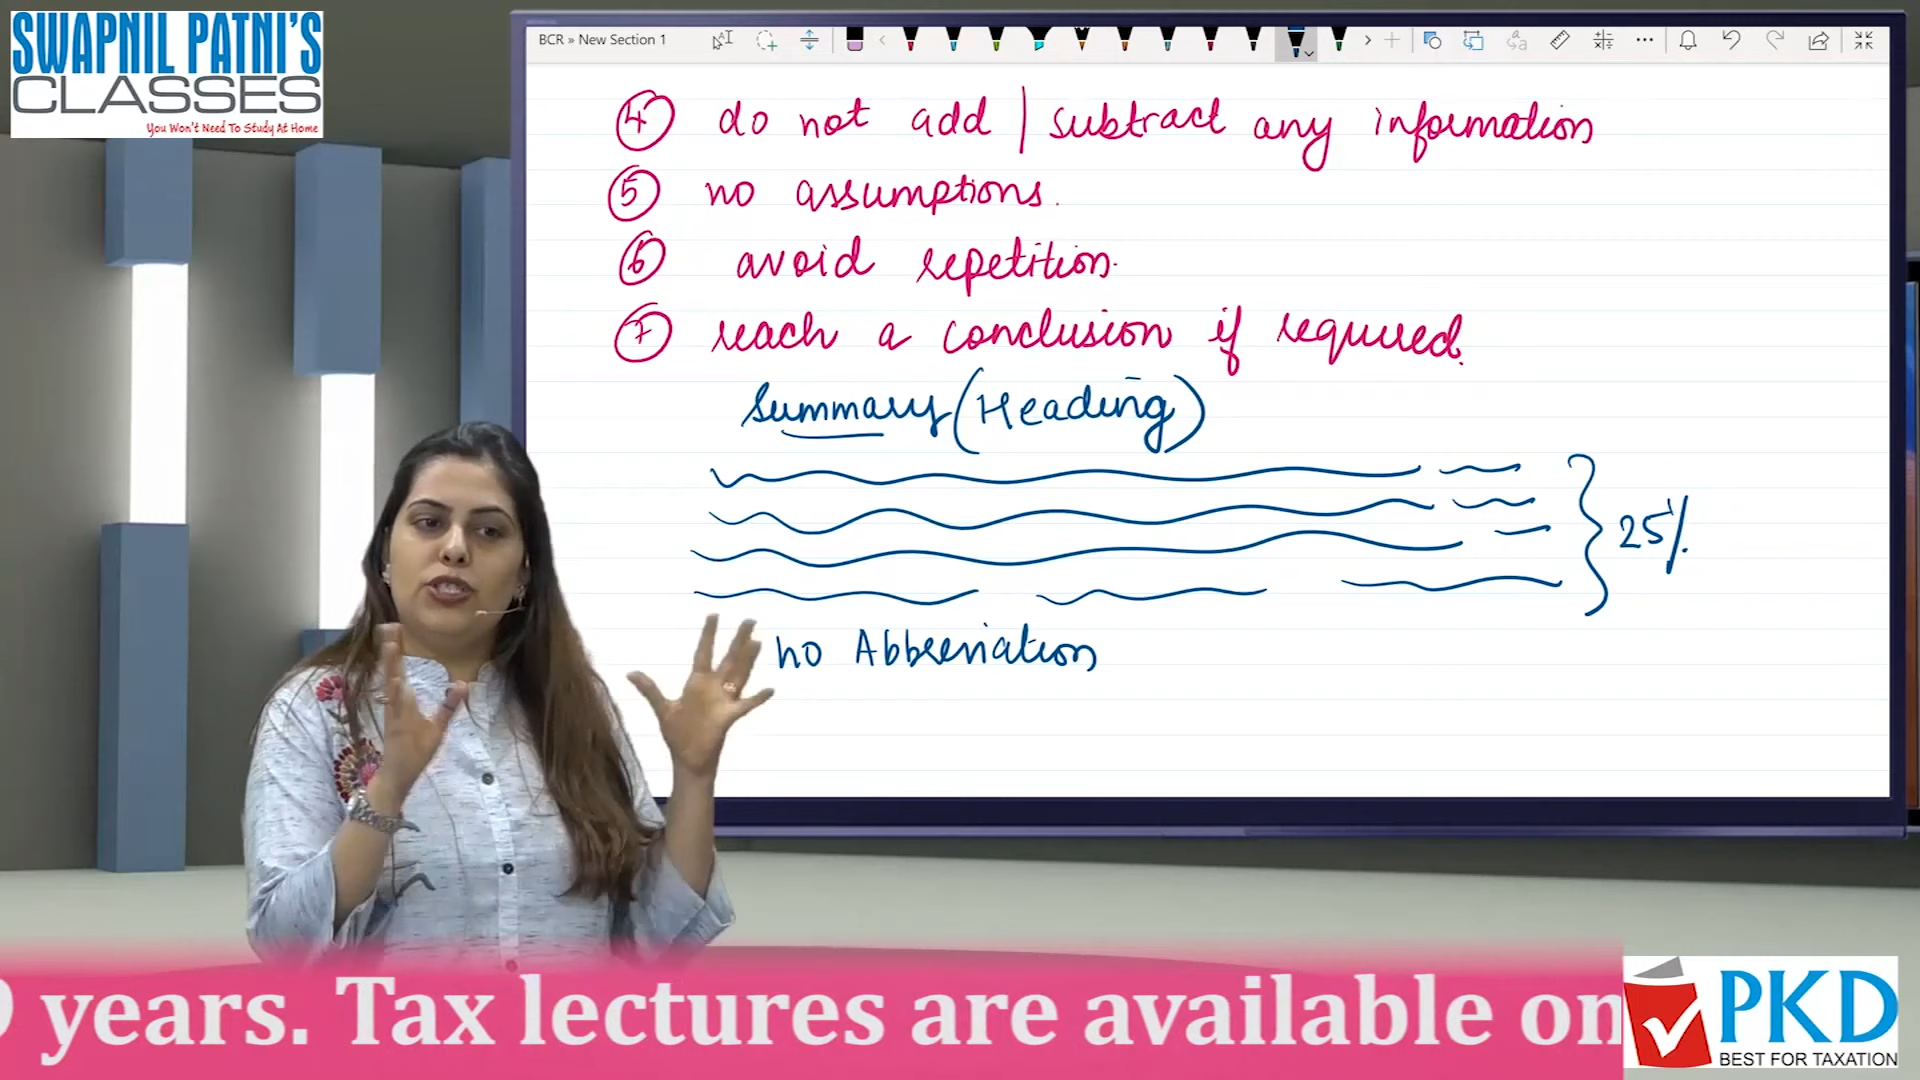 SWAPNIL PATNI'S
CLASSES
You Won't Need To Study At Home
BCR » New Section 1
④ do not add | subtract any information
⑤ no assumptions.
⑥ avoid repetition.
⑦ reach a conclusion if required.
Summary (Heading)
25%
no Abbreviation
years. Tax lectures are available on
PKD
BEST FOR TAXATION